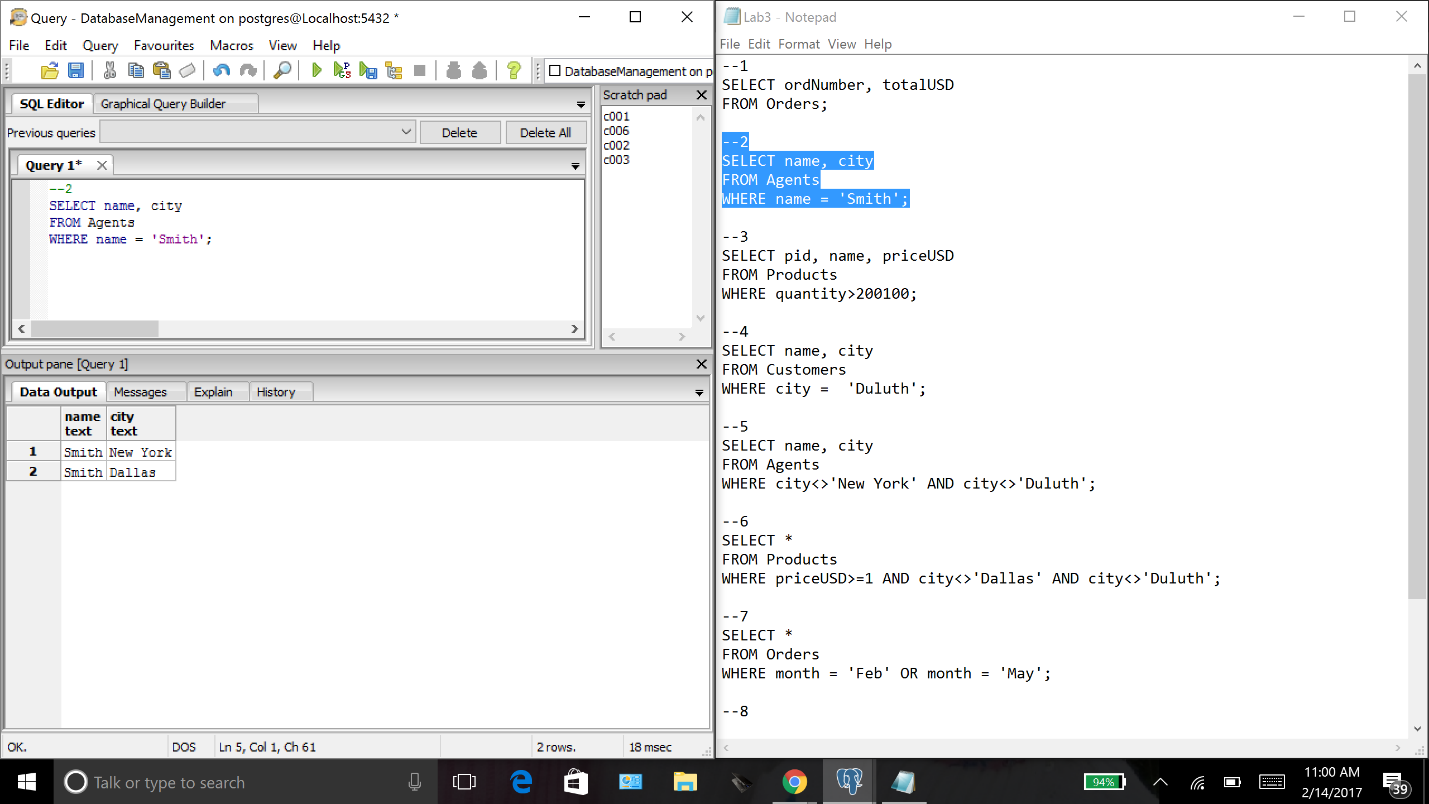 Query - DatabaseManagement on postgres@Localhost:5432 *
File Edit Query Favourites Macros View Help
DatabaseManagement on p
SQL Editor Graphical Query Builder
Previous queries Delete Delete All
Query 1*
--2
SELECT name, city
FROM Agents
WHERE name = 'Smith';
Scratch pad
c001
c006
c002
c003
Output pane [Query 1]
Data Output Messages Explain History
name city
text text
1 Smith New York
2 Smith Dallas
OK. DOS Ln 5, Col 1, Ch 61 2 rows. 18 msec
Lab3 - Notepad
File Edit Format View Help
--1
SELECT ordNumber, totalUSD
FROM Orders;
--2
SELECT name, city
FROM Agents
WHERE name = 'Smith';
--3
SELECT pid, name, priceUSD
FROM Products
WHERE quantity>200100;
--4
SELECT name, city
FROM Customers
WHERE city =  'Duluth';
--5
SELECT name, city
FROM Agents
WHERE city<>'New York' AND city<>'Duluth';
--6
SELECT *
FROM Products
WHERE priceUSD>=1 AND city<>'Dallas' AND city<>'Duluth';
--7
SELECT *
FROM Orders
WHERE month = 'Feb' OR month = 'May';
--8
Talk or type to search
94%
11:00 AM
2/14/2017
39